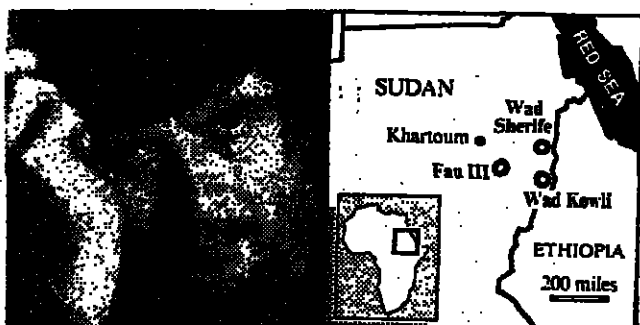 RED SEA
SUDAN
Wad
Sherife
Khartoum
Fau III
Wad Kowli
ETHIOPIA
200 miles